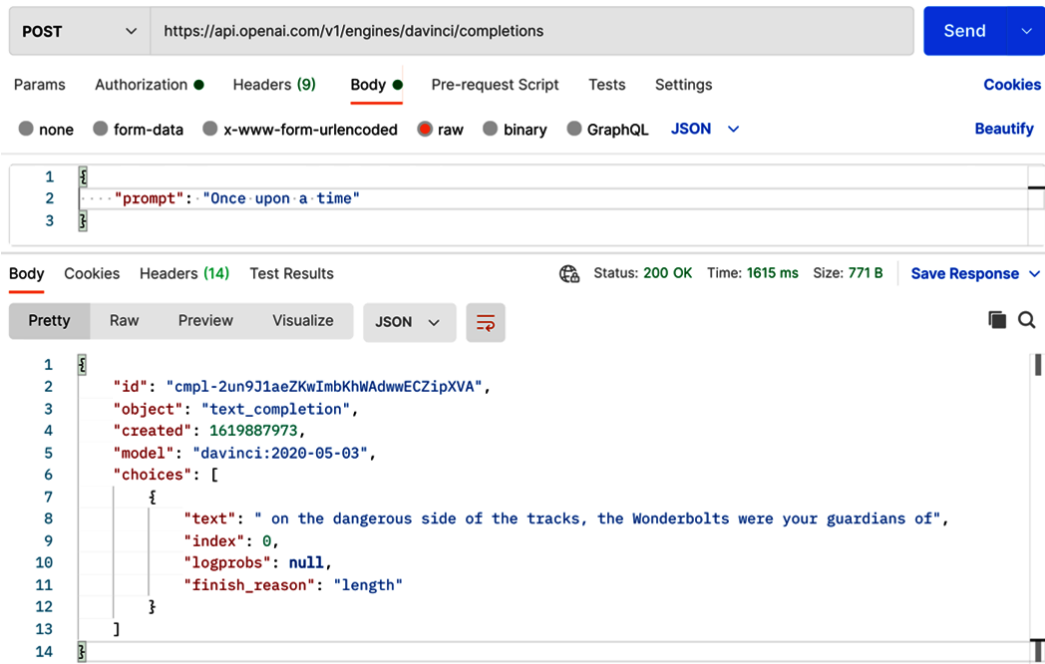 POST https://api.openai.com/v1/engines/davinci/completions Send
Params Authorization Headers (9) Body Pre-request Script Tests Settings Cookies
none form-data x-www-form-urlencoded raw binary GraphQL JSON Beautify
1 {
2 ····"prompt":·"Once·upon·a·time"
3 }
Body Cookies Headers (14) Test Results Status: 200 OK Time: 1615 ms Size: 771 B Save Response
Pretty Raw Preview Visualize JSON
1 {
2 "id": "cmpl-2un9J1aeZKwImbKhWAdwwECZipXVA",
3 "object": "text_completion",
4 "created": 1619887973,
5 "model": "davinci:2020-05-03",
6 "choices": [
7 {
8 "text": " on the dangerous side of the tracks, the Wonderbolts were your guardians of",
9 "index": 0,
10 "logprobs": null,
11 "finish_reason": "length"
12 }
13 ]
14 }